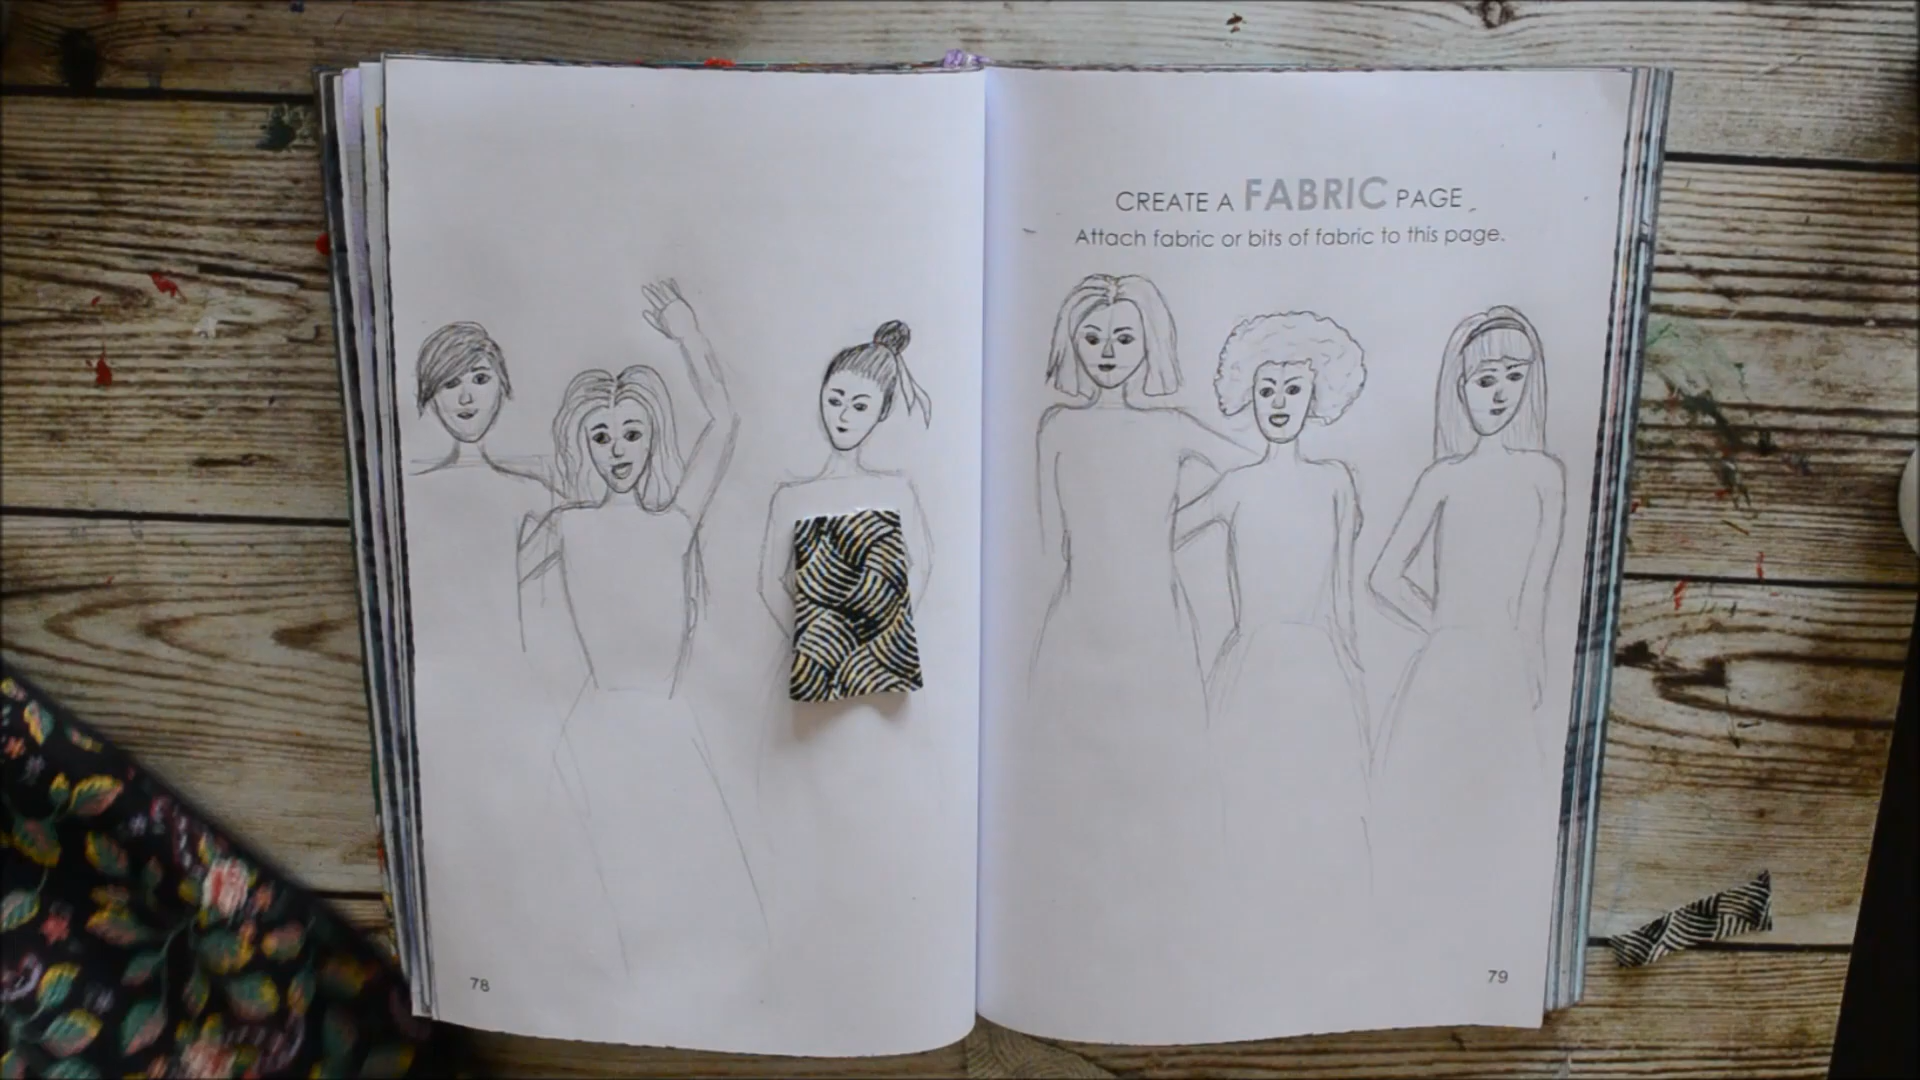 CREATE A FABRIC PAGE
Attach fabric or bits of fabric to this page.
78
79